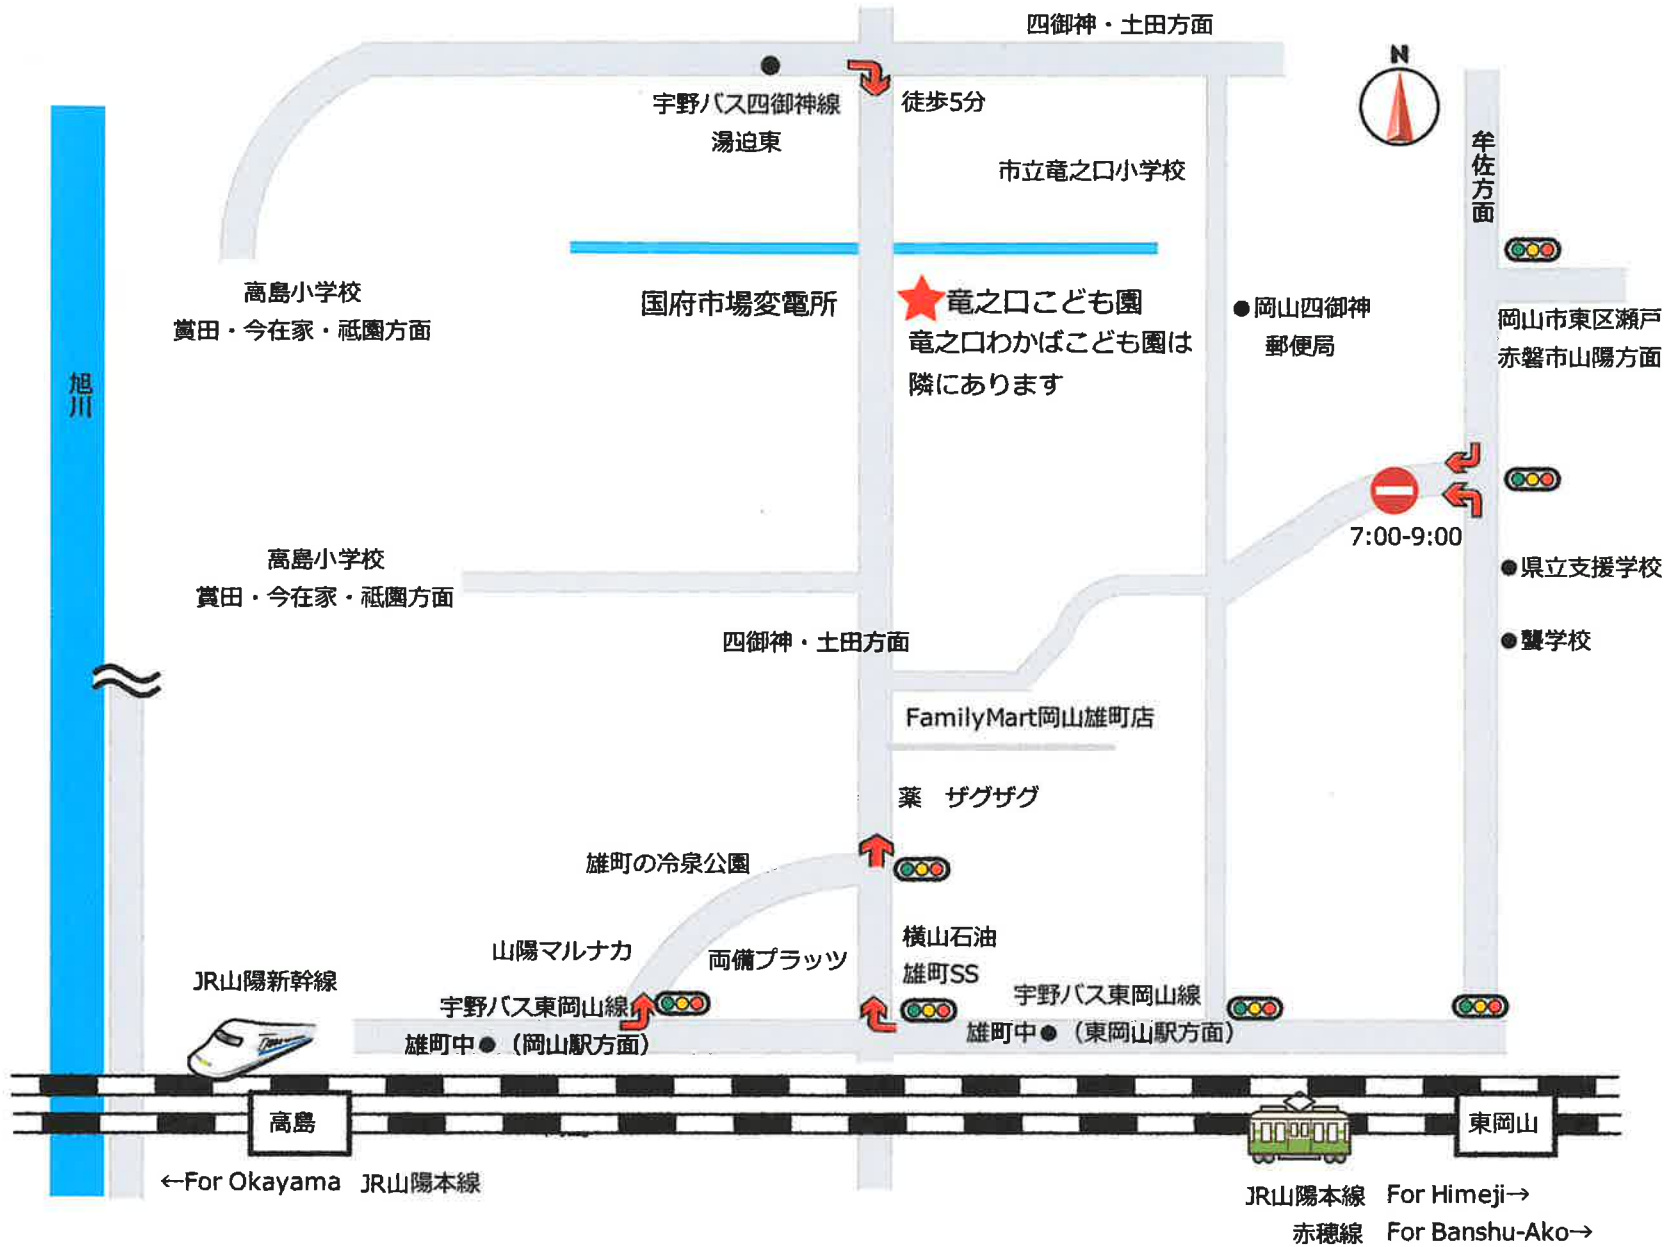 四御神・土田方面
N
宇野バス四御神線
湯迫東
徒歩5分
牟佐方面
市立竜之口小学校
高島小学校
賞田・今在家・祗園方面
国府市場変電所
竜之口こども園
竜之口わかばこども園は
隣にあります
岡山四御神
郵便局
岡山市東区瀬戸
赤磐市山陽方面
旭川
7:00-9:00
高島小学校
賞田・今在家・祗園方面
県立支援学校
聾学校
四御神・土田方面
FamilyMart岡山雄町店
薬　ザグザグ
雄町の冷泉公園
山陽マルナカ
両備プラッツ
横山石油
雄町SS
JR山陽新幹線
宇野バス東岡山線
雄町中●（岡山駅方面）
宇野バス東岡山線
雄町中●（東岡山駅方面）
高島
東岡山
←For Okayama JR山陽本線
JR山陽本線 For Himeji→
赤穂線 For Banshu-Ako→